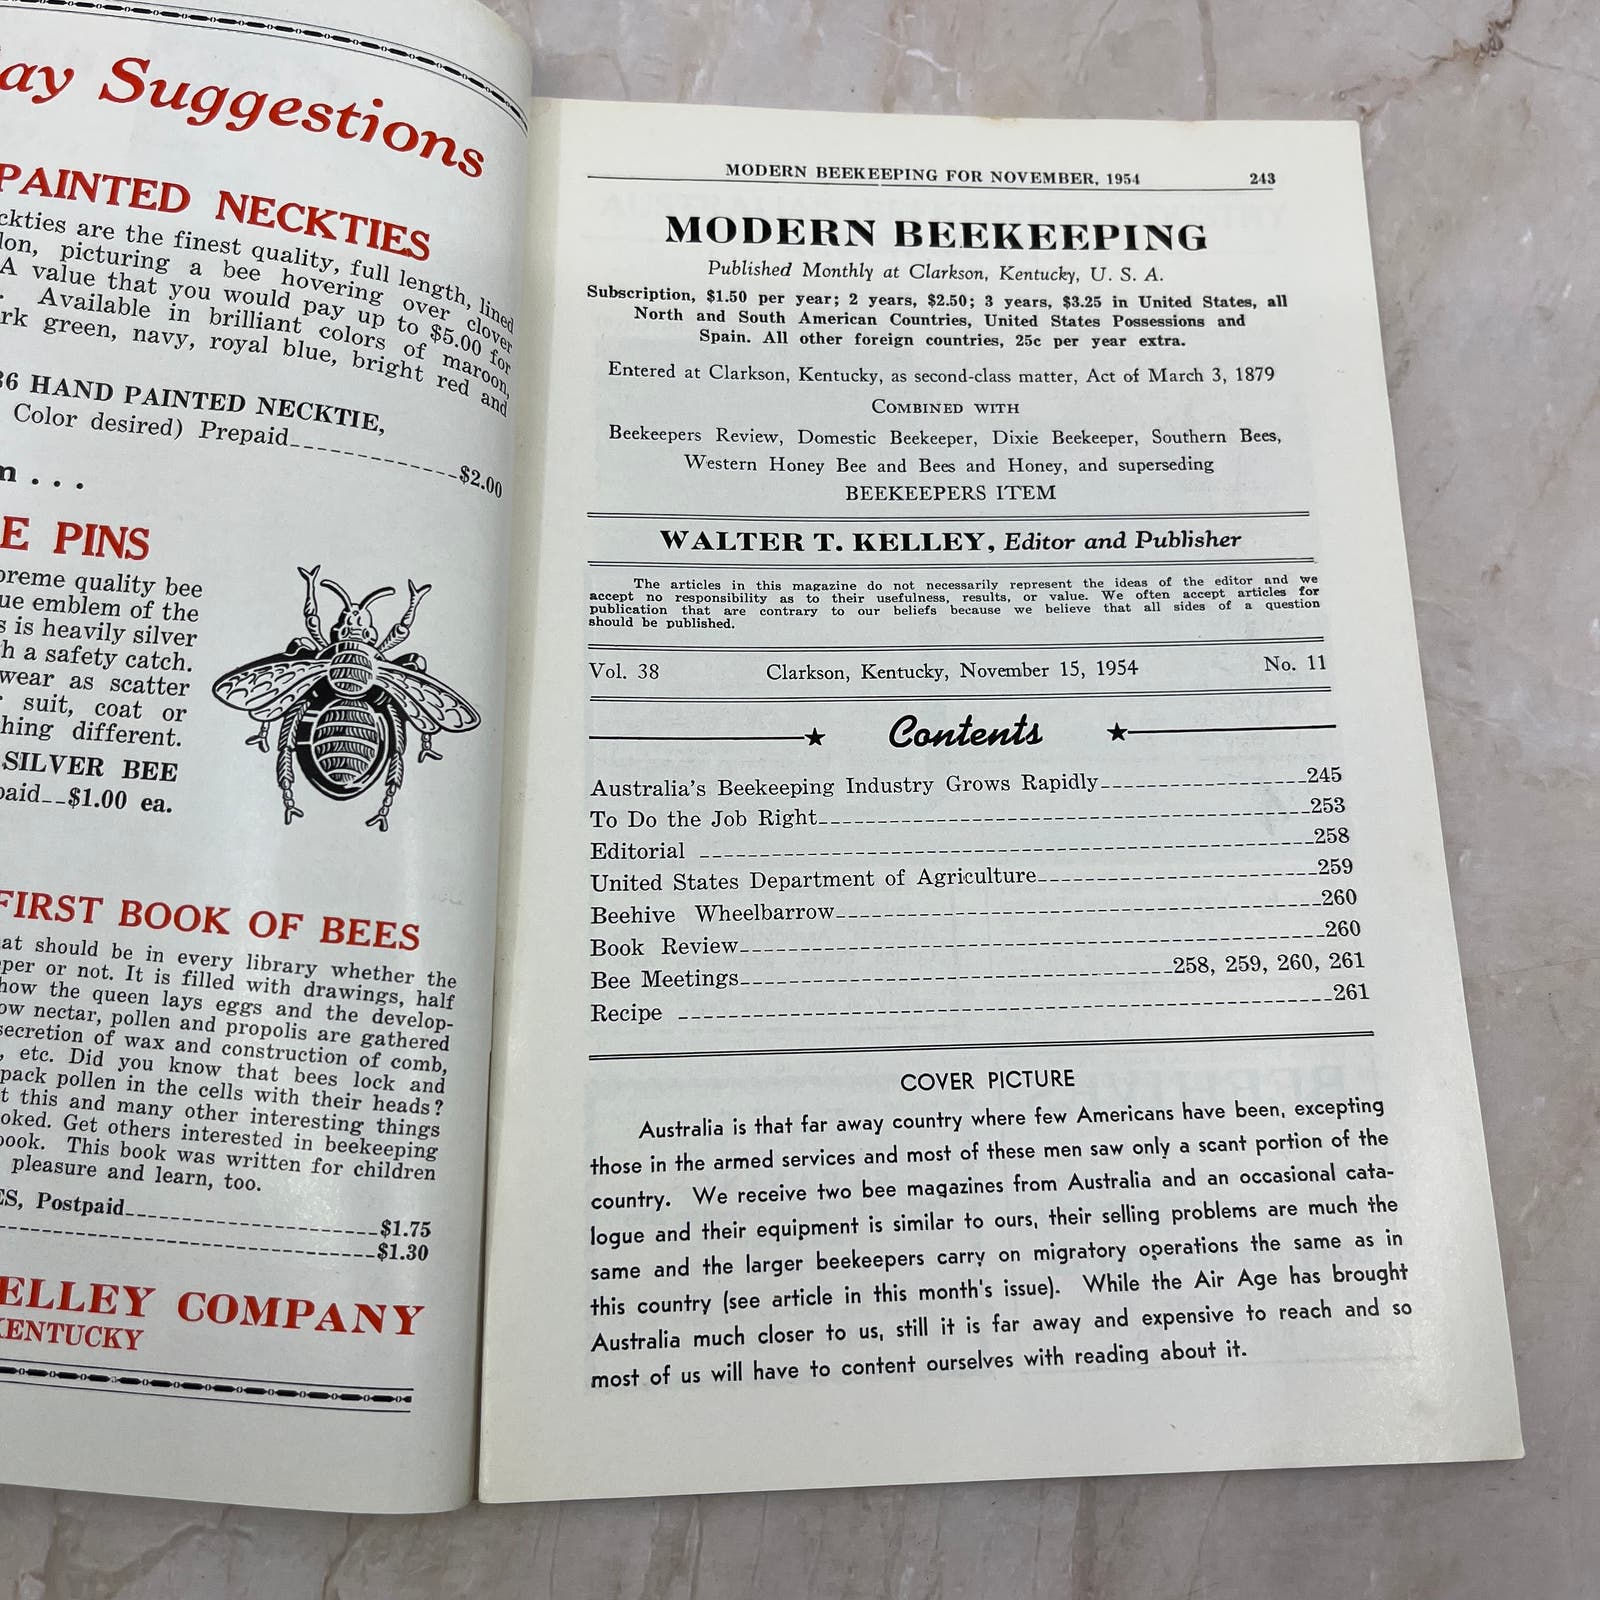 Suggestions
PAINTED NECKTIES
are the finest quality, full length, lined
picturing a bee hovering over clover
A value that you would pay up to $5.00 for
Available in brilliant colors of maroon,
green, navy, royal blue, bright red and
HAND PAINTED NECKTIE,
Color desired) Prepaid $2.00
. . .
PINS
quality bee
emblem of the
is heavily silver
a safety catch.
wear as scatter
suit, coat or
different.
SILVER BEE
$1.00 ea.
FIRST BOOK OF BEES
should be in every library whether the
or not. It is filled with drawings, half
how the queen lays eggs and the develop-
nectar, pollen and propolis are gathered
secretion of wax and construction of comb,
, etc. Did you know that bees lock and
pack pollen in the cells with their heads?
this and many other interesting things
Get others interested in beekeeping
book. This book was written for children
pleasure and learn, too.
Postpaid $1.75
$1.30
COMPANY
KENTUCKY
MODERN BEEKEEPING FOR NOVEMBER, 1954 243
MODERN BEEKEEPING
Published Monthly at Clarkson, Kentucky, U. S. A.
Subscription, $1.50 per year; 2 years, $2.50; 3 years, $3.25 in United States, all
North and South American Countries, United States Possessions and
Spain. All other foreign countries, 25c per year extra.
Entered at Clarkson, Kentucky, as second-class matter, Act of March 3, 1879
COMBINED WITH
Beekeepers Review, Domestic Beekeeper, Dixie Beekeeper, Southern Bees,
Western Honey Bee and Bees and Honey, and superseding
BEEKEEPERS ITEM
WALTER T. KELLEY, Editor and Publisher
The articles in this magazine do not necessarily represent the ideas of the editor and we
accept no responsibility as to their usefulness, results, or value. We often accept articles for
publication that are contrary to our beliefs because we believe that all sides of a question
should be published.
Vol. 38 Clarkson, Kentucky, November 15, 1954 No. 11
Contents
Australia's Beekeeping Industry Grows Rapidly 245
To Do the Job Right 253
Editorial 258
United States Department of Agriculture 259
Beehive Wheelbarrow 260
Book Review 260
Bee Meetings 258, 259, 260, 261
Recipe 261
COVER PICTURE
Australia is that far away country where few Americans have been, excepting
those in the armed services and most of these men saw only a scant portion of the
country. We receive two bee magazines from Australia and an occasional cata-
logue and their equipment is similar to ours, their selling problems are much the
same and the larger beekeepers carry on migratory operations the same as in
this country (see article in this month's issue). While the Air Age has brought
Australia much closer to us, still it is far away and expensive to reach and so
most of us will have to content ourselves with reading about it.